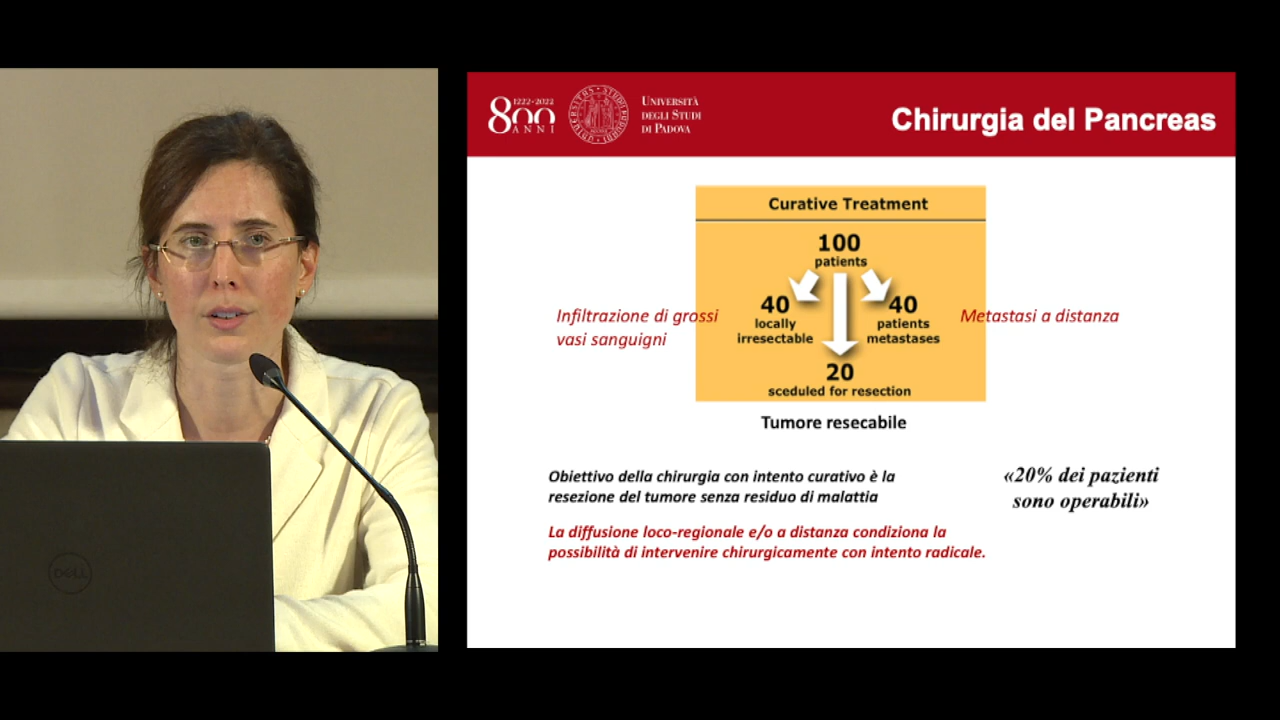 1222•2022
800
ANNI
UNIVERSITÀ
DEGLI STUDI
DI PADOVA
Chirurgia del Pancreas
Curative Treatment
100
patients
40
locally
irresectable
40
patients
metastases
20
sceduled for resection
Infiltrazione di grossi
vasi sanguigni
Metastasi a distanza
Tumore resecabile
Obiettivo della chirurgia con intento curativo è la
resezione del tumore senza residuo di malattia
«20% dei pazienti
sono operabili»
La diffusione loco-regionale e/o a distanza condiziona la
possibilità di intervenire chirurgicamente con intento radicale.
DELL